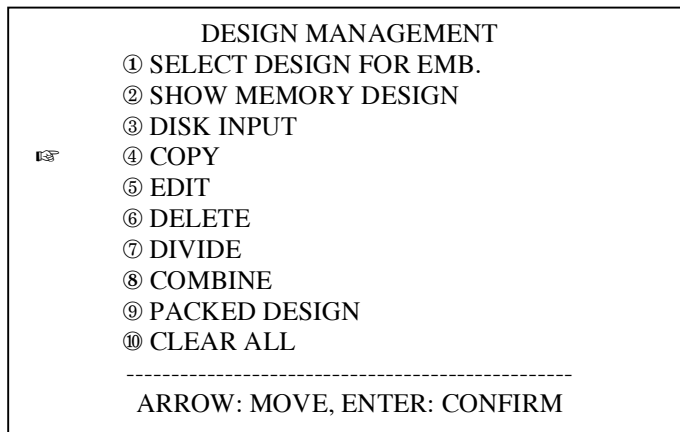 DESIGN MANAGEMENT
① SELECT DESIGN FOR EMB.
② SHOW MEMORY DESIGN
③ DISK INPUT
☞ ④ COPY
⑤ EDIT
⑥ DELETE
⑦ DIVIDE
⑧ COMBINE
⑨ PACKED DESIGN
⑩ CLEAR ALL
--------------------------------------------------
ARROW: MOVE, ENTER: CONFIRM